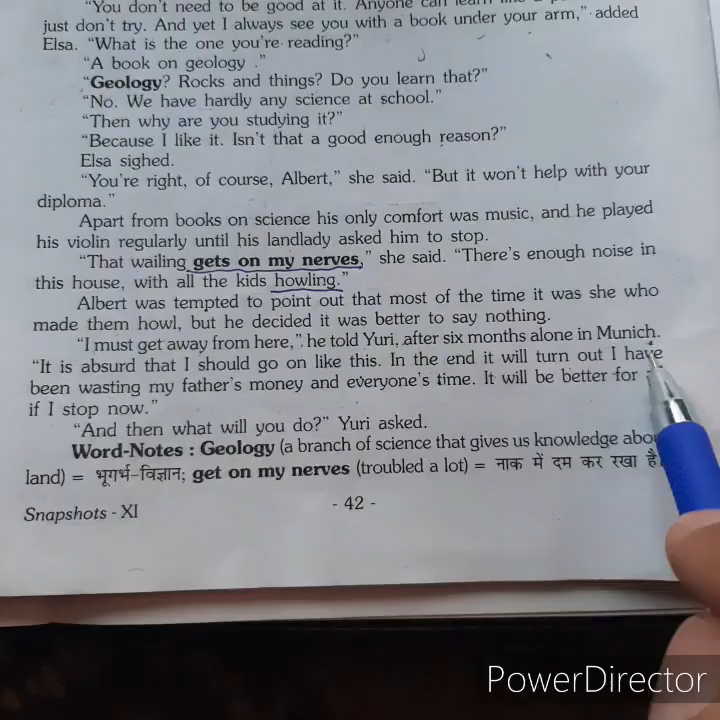 "You don't need to be good at it. Anyone can learn
just don't try. And yet I always see you with a book under your arm," added
Elsa. "What is the one you're reading?"
"A book on geology ."
"Geology? Rocks and things? Do you learn that?"
"No. We have hardly any science at school."
"Then why are you studying it?"
"Because I like it. Isn't that a good enough reason?"
Elsa sighed.
"You're right, of course, Albert," she said. "But it won't help with your
diploma."
Apart from books on science his only comfort was music, and he played
his violin regularly until his landlady asked him to stop.
"That wailing gets on my nerves," she said. "There's enough noise in
this house, with all the kids howling."
Albert was tempted to point out that most of the time it was she who
made them howl, but he decided it was better to say nothing.
"I must get away from here,". he told Yuri, after six months alone in Munich.
"It is absurd that I should go on like this. In the end it will turn out I have
been wasting my father's money and everyone's time. It will be better for
if I stop now."
"And then what will you do?" Yuri asked.
Word-Notes : Geology (a branch of science that gives us knowledge abo
land) = भूगर्भ-विज्ञान; get on my nerves (troubled a lot) = नाक में दम कर रखा है
Snapshots - XI
- 42 -
PowerDirector